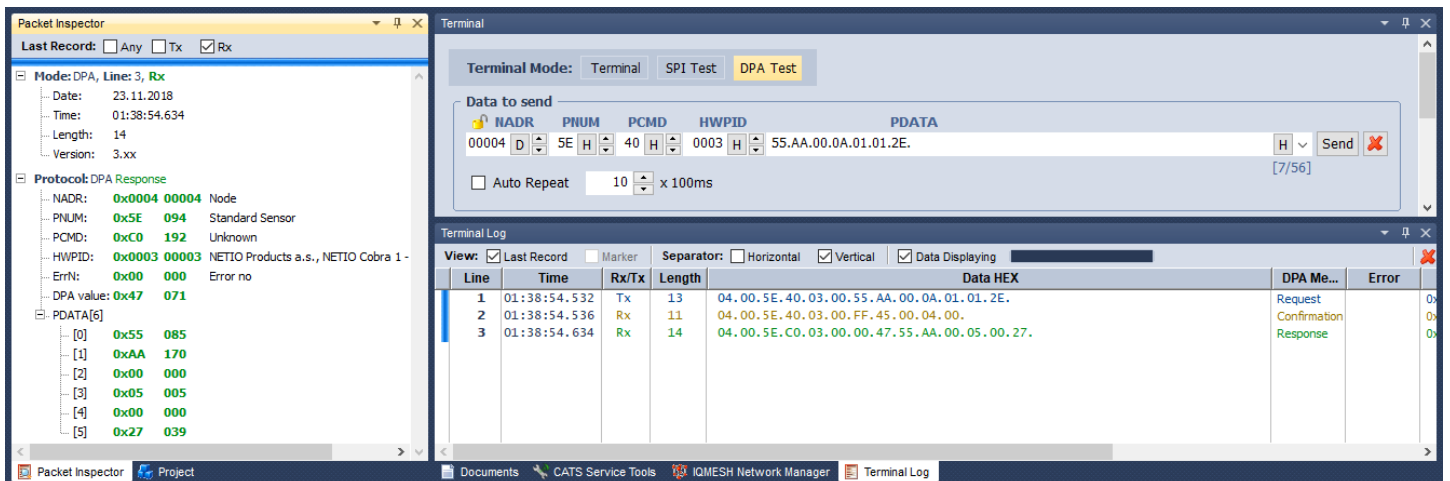 Packet Inspector
Last Record: Any Tx Rx
Mode: DPA, Line: 3, Rx
Date: 23.11.2018
Time: 01:38:54.634
Length: 14
Version: 3.xx
Protocol: DPA Response
NADR: 0x0004 00004 Node
PNUM: 0x5E 094 Standard Sensor
PCMD: 0xC0 192 Unknown
HWPID: 0x0003 00003 NETIO Products a.s., NETIO Cobra 1 -
ErrN: 0x00 000 Error no
DPA value: 0x47 071
PDATA[6]
[0] 0x55 085
[1] 0xAA 170
[2] 0x00 000
[3] 0x05 005
[4] 0x00 000
[5] 0x27 039
Packet Inspector Project
Terminal
Terminal Mode: Terminal SPI Test DPA Test
Data to send
NADR PNUM PCMD HWPID PDATA
00004 D 5E H 40 H 0003 H 55.AA.00.0A.01.01.2E. H Send
[7/56]
Auto Repeat 10 x 100ms
Terminal Log
View: Last Record Marker Separator: Horizontal Vertical Data Displaying
Line Time Rx/Tx Length Data HEX DPA Me... Error
1 01:38:54.532 Tx 13 04.00.5E.40.03.00.55.AA.00.0A.01.01.2E. Request 0x
2 01:38:54.536 Rx 11 04.00.5E.40.03.00.FF.45.00.04.00. Confirmation 0x
3 01:38:54.634 Rx 14 04.00.5E.C0.03.00.00.47.55.AA.00.05.00.27. Response 0x
Documents CATS Service Tools IQMESH Network Manager Terminal Log